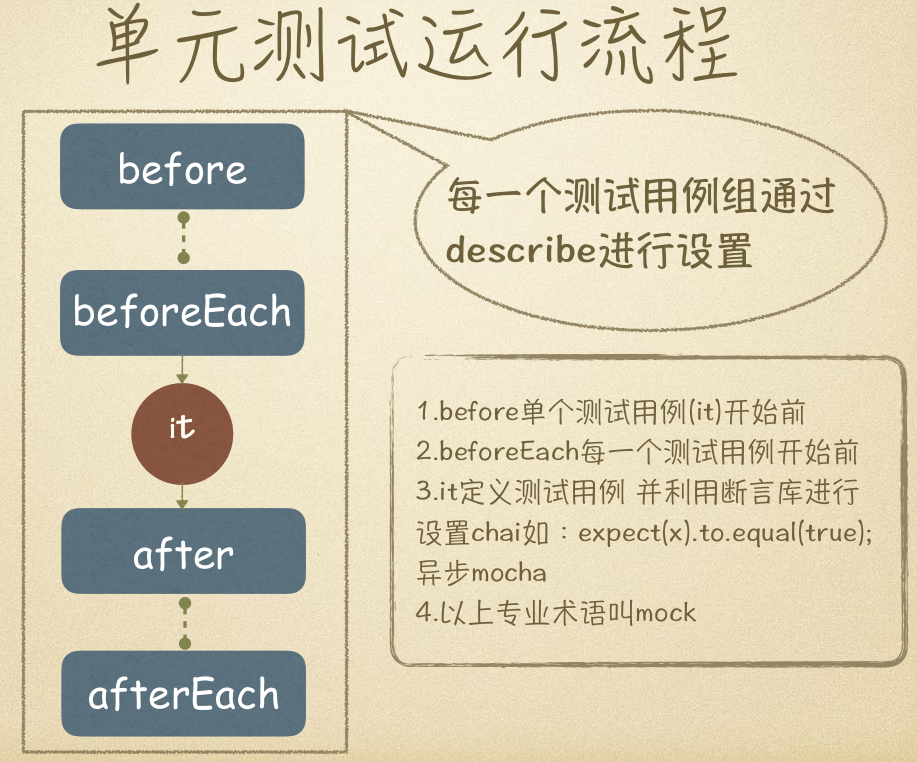 单元测试运行流程
before
beforeEach
it
after
afterEach
每一个测试用例组通过
describe进行设置
1.before单个测试用例(it)开始前
2.beforeEach每一个测试用例开始前
3.it定义测试用例 并利用断言库进行
设置chai如：expect(x).to.equal(true);
异步mocha
4.以上专业术语叫mock